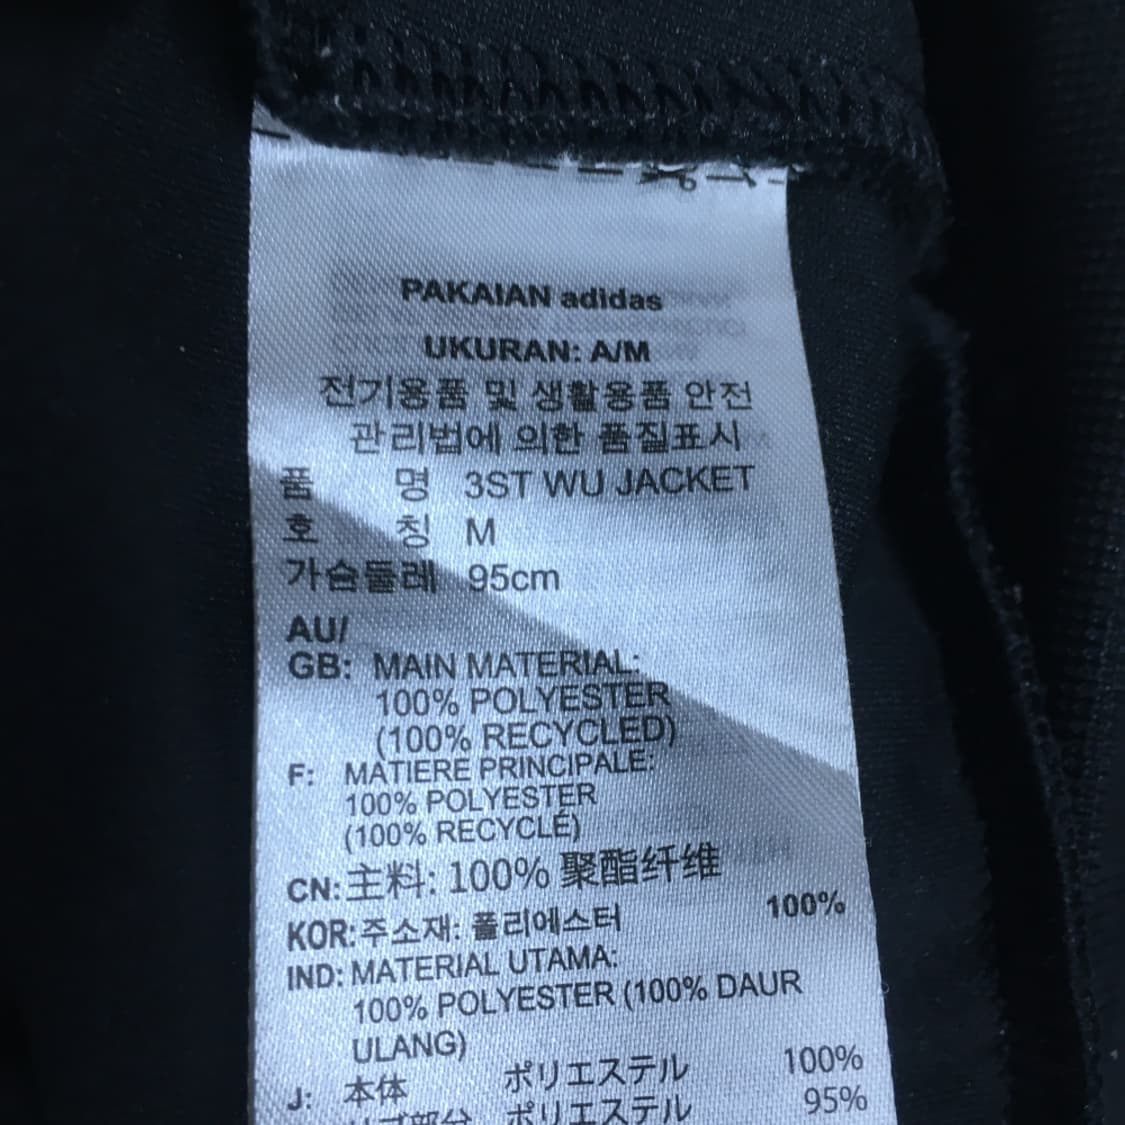 PAKAIAN adidas
UKURAN: A/M
전기용품 및 생활용품 안전
관리법에 의한 품질표시
품 명 3ST WU JACKET
호 칭 M
가슴둘레 95cm
AU/
GB: MAIN MATERIAL:
100% POLYESTER
(100% RECYCLED)
F: MATIERE PRINCIPALE:
100% POLYESTER
(100% RECYCLÉ)
CN:主料: 100% 聚酯纤维
KOR:주소재: 폴리에스터 100%
IND: MATERIAL UTAMA:
100% POLYESTER (100% DAUR
ULANG)
J: 本体 ポリエステル 100%
リブ部分 ポリエステル 95%